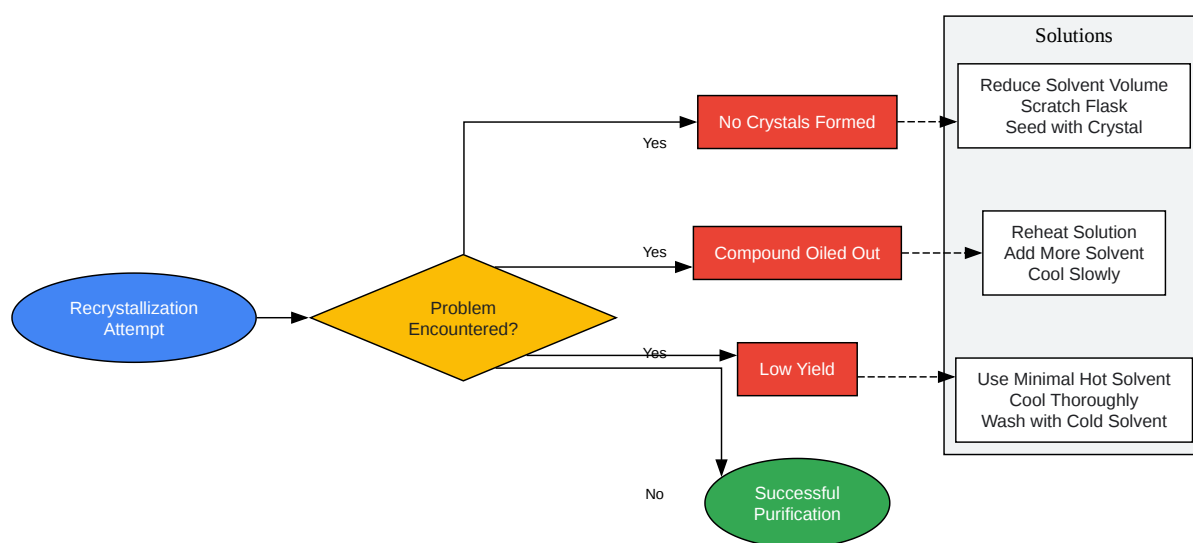 Solutions
Reduce Solvent Volume
Scratch Flask
Seed with Crystal
No Crystals Formed
Yes
Reheat Solution
Add More Solvent
Cool Slowly
Compound Oiled Out
Yes
Recrystallization
Attempt
Problem
Encountered?
Yes
Low Yield
Use Minimal Hot Solvent
Cool Thoroughly
Wash with Cold Solvent
No
Successful
Purification